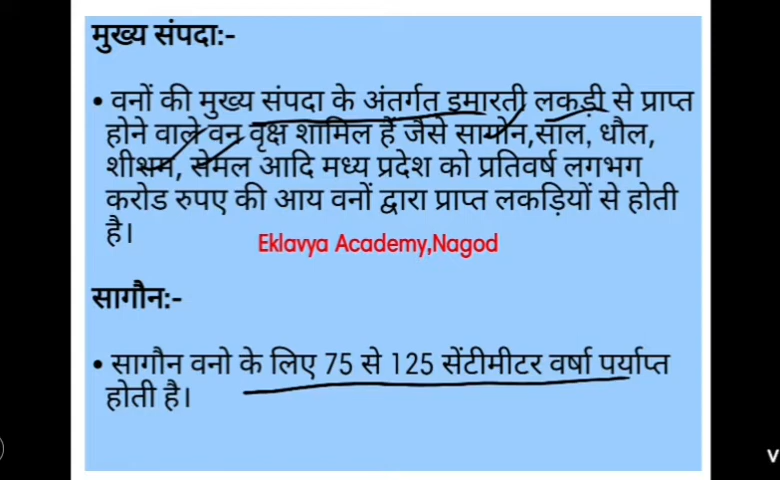 मुख्य संपदा:-
• वनों की मुख्य संपदा के अंतर्गत इमारती लकड़ी से प्राप्त
होने वाले वन वृक्ष शामिल हैं जैसे सागोन,साल, धौल,
शीशम, सेमल आदि मध्य प्रदेश को प्रतिवर्ष लगभग
करोड रुपए की आय वनों द्वारा प्राप्त लकड़ियों से होती
है।
Eklavya Academy,Nagod
सागौन:-
• सागौन वनो के लिए 75 से 125 सेंटीमीटर वर्षा पर्याप्त
होती है।